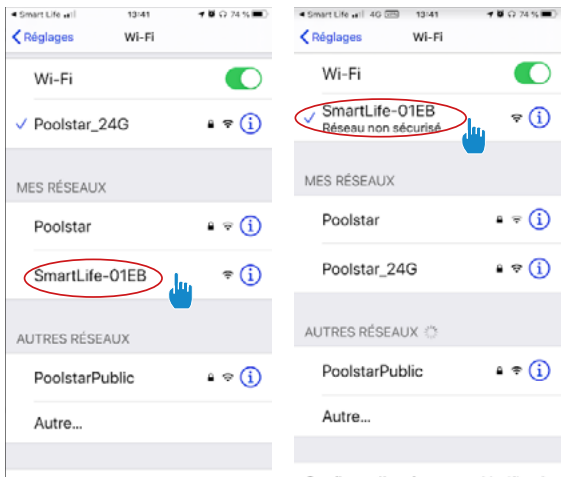 Smart Life 13:41 74 %
Réglages Wi-Fi
Wi-Fi
Poolstar_24G
MES RÉSEAUX
Poolstar
SmartLife-01EB
AUTRES RÉSEAUX
PoolstarPublic
Autre...
Smart Life 4G 13:41 74 %
Réglages Wi-Fi
Wi-Fi
SmartLife-01EB
Réseau non sécurisé
MES RÉSEAUX
Poolstar
Poolstar_24G
AUTRES RÉSEAUX
PoolstarPublic
Autre...